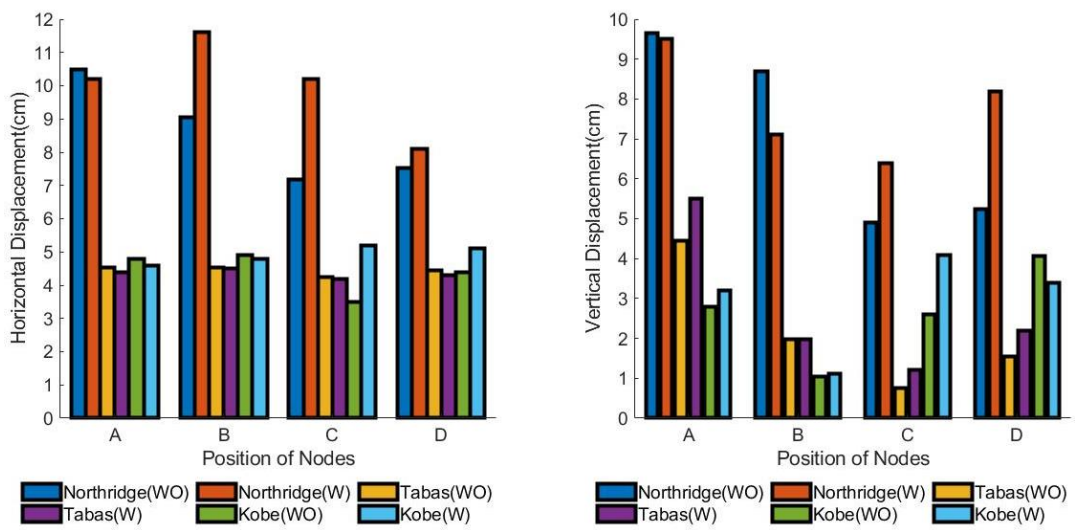 Horizontal Displacement(cm)
12
11
10
9
8
7
6
5
4
3
2
1
0
A B C D
Position of Nodes
Northridge(WO) Northridge(W) Tabas(WO)
Tabas(W) Kobe(WO) Kobe(W)
Vertical Displacement(cm)
10
9
8
7
6
5
4
3
2
1
0
A B C D
Position of Nodes
Northridge(WO) Northridge(W) Tabas(WO)
Tabas(W) Kobe(WO) Kobe(W)